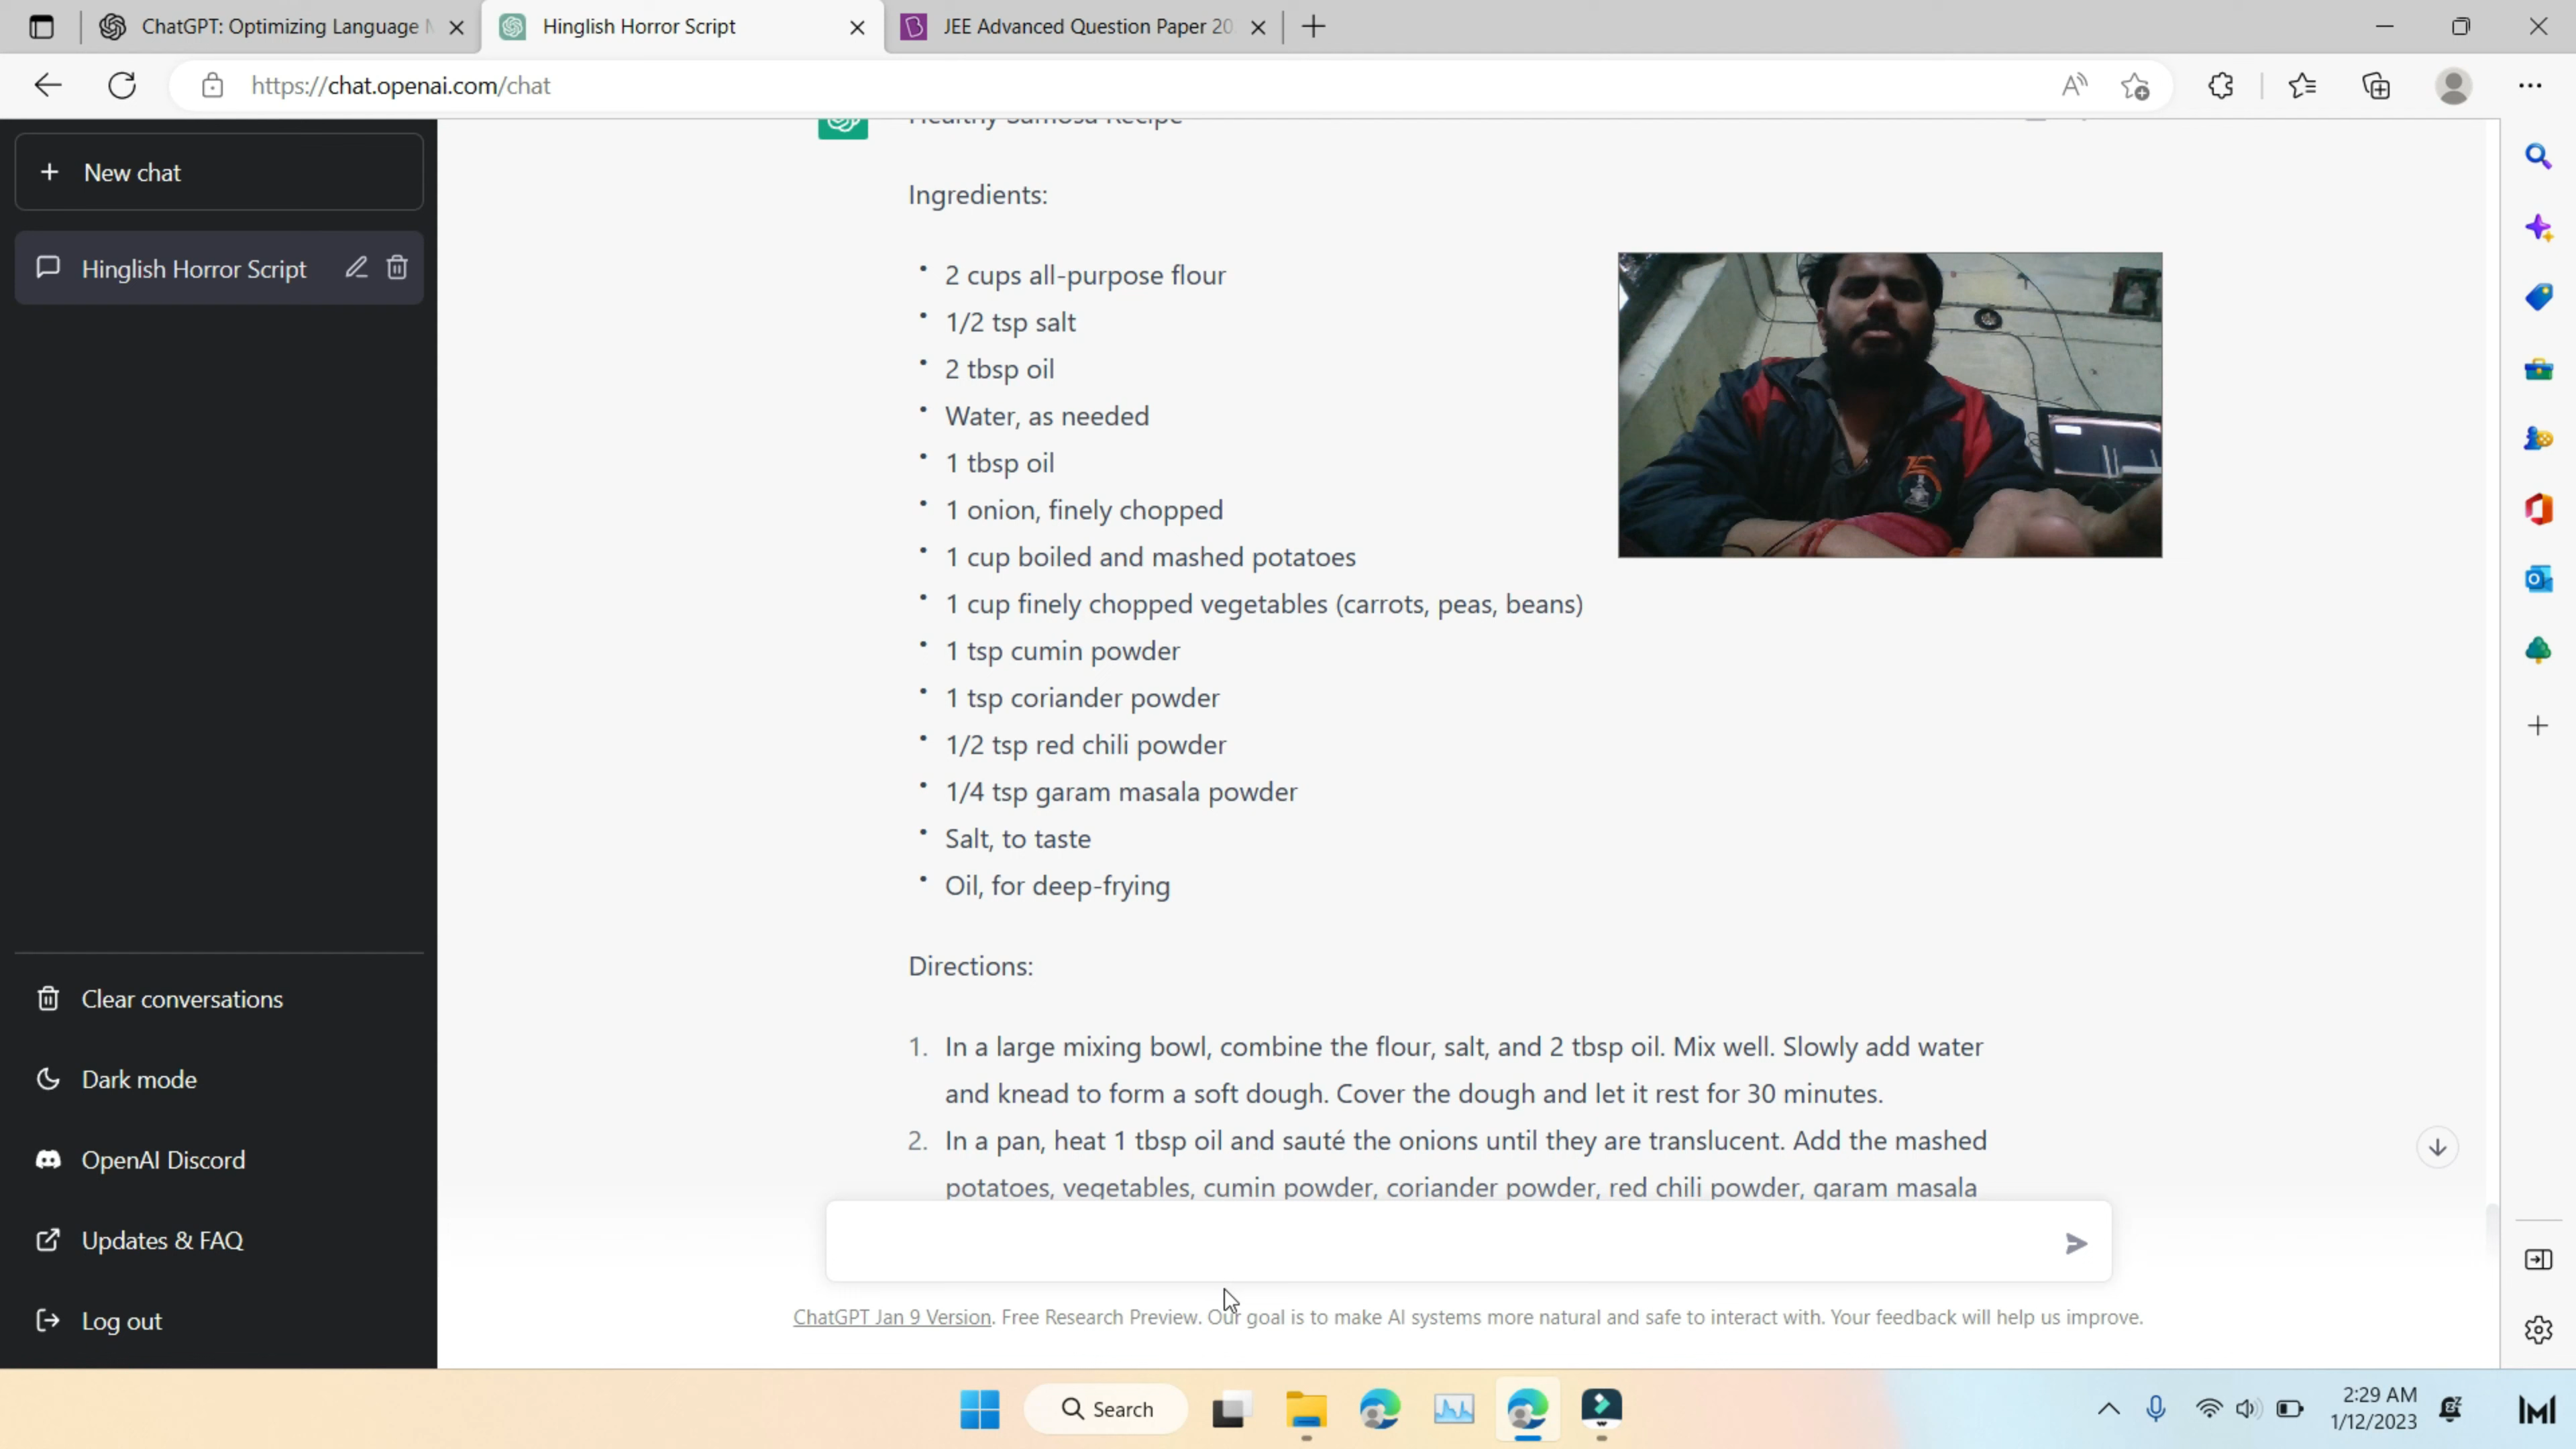 ChatGPT: Optimizing Language
Hinglish Horror Script
JEE Advanced Question Paper 20
https://chat.openai.com/chat
New chat
Hinglish Horror Script
Clear conversations
Dark mode
OpenAI Discord
Updates & FAQ
Log out
Healthy Samosa Recipe
Ingredients:
2 cups all-purpose flour
1/2 tsp salt
2 tbsp oil
Water, as needed
1 tbsp oil
1 onion, finely chopped
1 cup boiled and mashed potatoes
1 cup finely chopped vegetables (carrots, peas, beans)
1 tsp cumin powder
1 tsp coriander powder
1/2 tsp red chili powder
1/4 tsp garam masala powder
Salt, to taste
Oil, for deep-frying
Directions:
1. In a large mixing bowl, combine the flour, salt, and 2 tbsp oil. Mix well. Slowly add water
and knead to form a soft dough. Cover the dough and let it rest for 30 minutes.
2. In a pan, heat 1 tbsp oil and sauté the onions until they are translucent. Add the mashed
potatoes, vegetables, cumin powder, coriander powder, red chili powder, garam masala
ChatGPT Jan 9 Version. Free Research Preview. Our goal is to make AI systems more natural and safe to interact with. Your feedback will help us improve.
Search
2:29 AM
1/12/2023